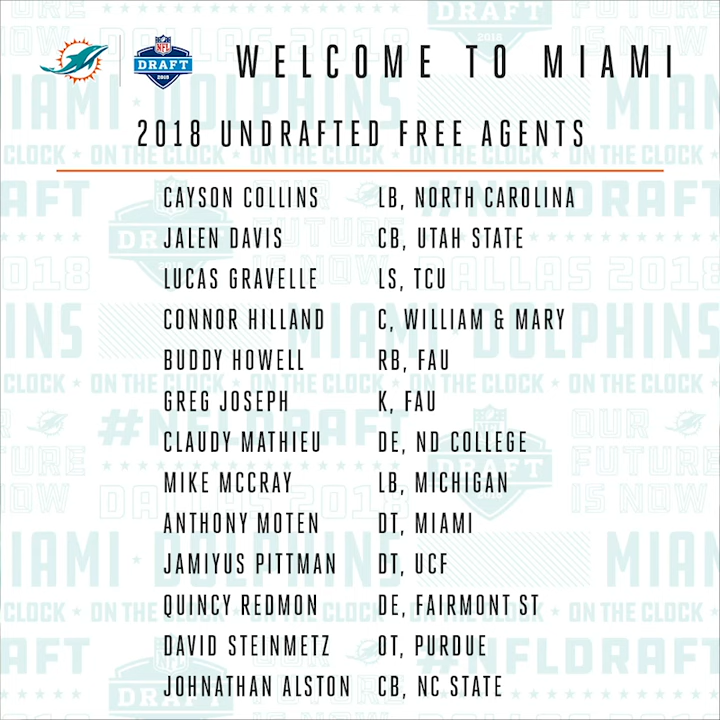 NFL
DRAFT
2018
WELCOME TO MIAMI
2018 UNDRAFTED FREE AGENTS
CAYSON COLLINS LB, NORTH CAROLINA
JALEN DAVIS CB, UTAH STATE
LUCAS GRAVELLE LS, TCU
CONNOR HILLAND C, WILLIAM & MARY
BUDDY HOWELL RB, FAU
GREG JOSEPH K, FAU
CLAUDY MATHIEU DE, ND COLLEGE
MIKE MCCRAY LB, MICHIGAN
ANTHONY MOTEN DT, MIAMI
JAMIYUS PITTMAN DT, UCF
QUINCY REDMON DE, FAIRMONT ST
DAVID STEINMETZ OT, PURDUE
JOHNATHAN ALSTON CB, NC STATE